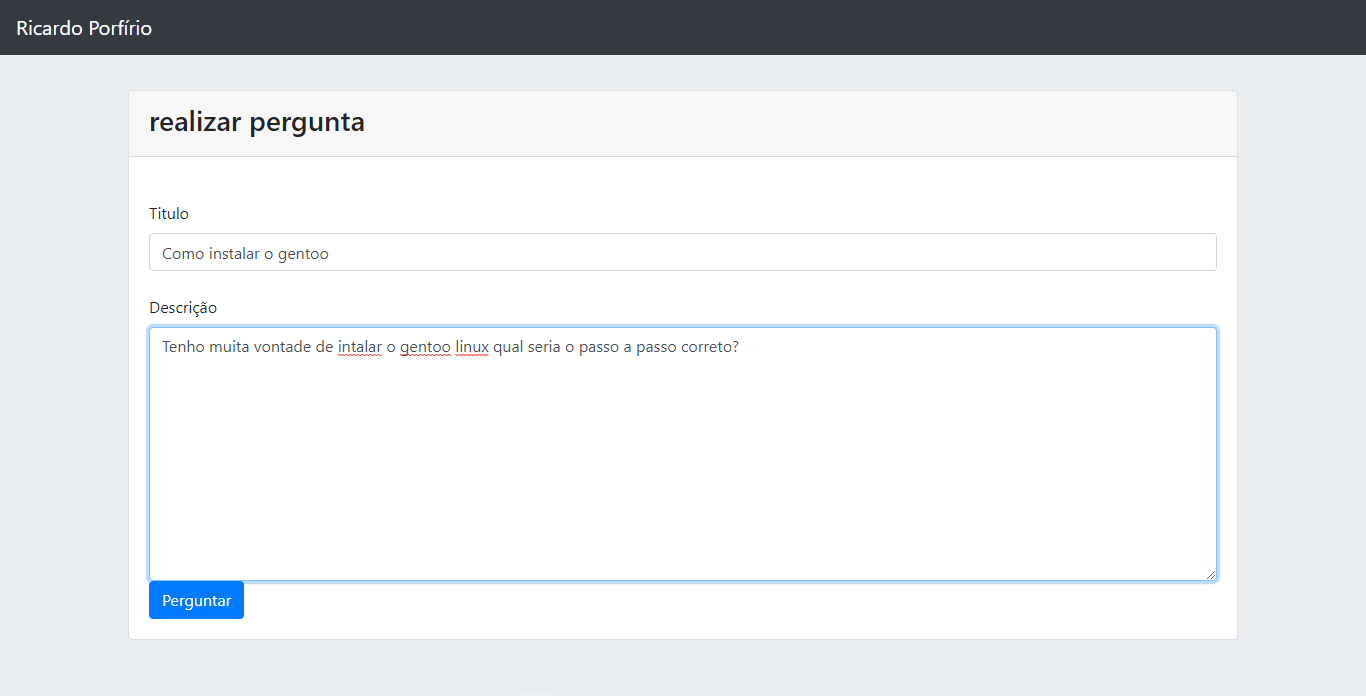 Ricardo Porfírio
realizar pergunta
Titulo
Como instalar o gentoo
Descrição
Tenho muita vontade de intalar o gentoo linux qual seria o passo a passo correto?
Perguntar